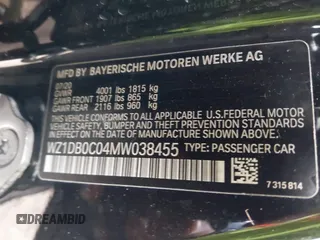 MFD BY BAYERISCHE MOTOREN WERKE AG
07/20
GVWR 4001 lbs 1815 kg
GAWR FRONT 1907 lbs 865 kg
GAWR REAR 2116 lbs 960 kg
THIS VEHICLE CONFORMS TO ALL APPLICABLE U.S.FEDERAL MOTOR
VEHICLE SAFETY, BUMPER, AND THEFT PREVENTION STANDARDS IN
EFFECT ON THE DATE OF MANUFACTURE SHOWN ABOVE.
WZ1DB0C04MW038455 TYPE: PASSENGER CAR
7315814
DREAMBID